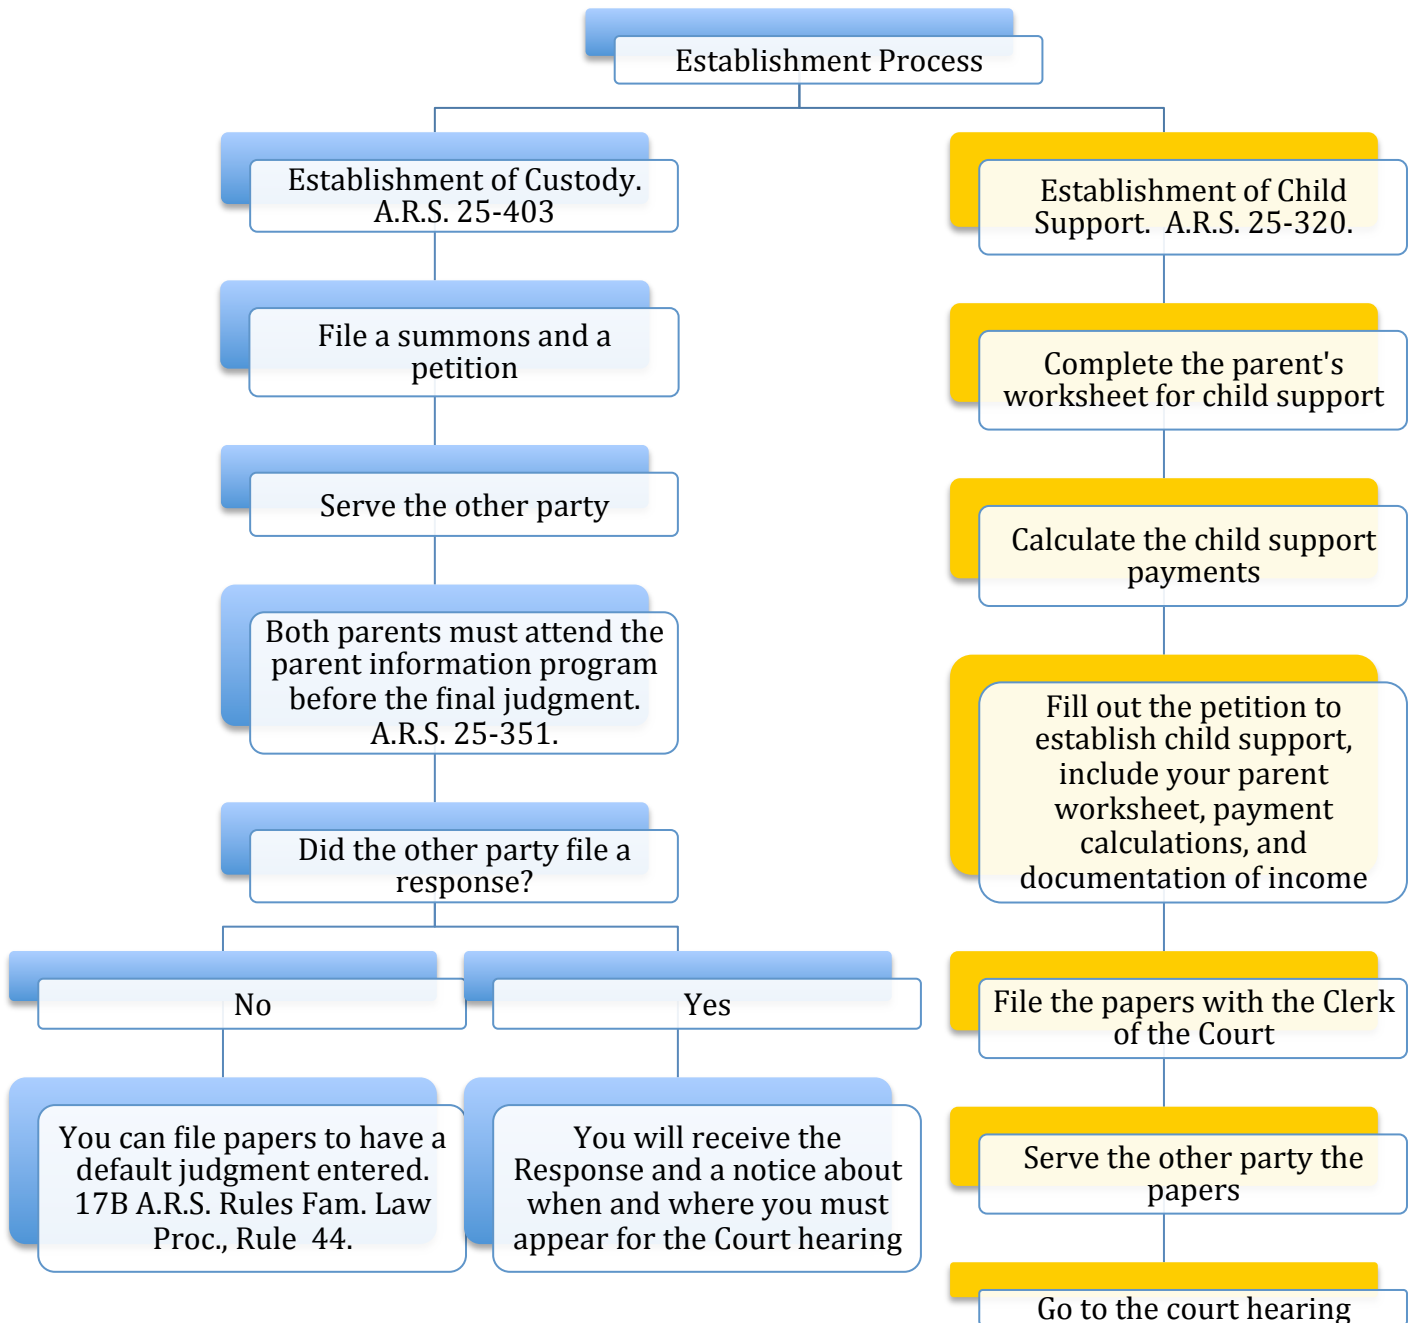 Establishment Process
Establishment of Custody.
A.R.S. 25-403
File a summons and a
petition
Serve the other party
Both parents must attend the
parent information program
before the final judgment.
A.R.S. 25-351.
Did the other party file a
response?
No
You can file papers to have a
default judgment entered.
17B A.R.S. Rules Fam. Law
Proc., Rule 44.
Yes
You will receive the
Response and a notice about
when and where you must
appear for the Court hearing
Establishment of Child
Support. A.R.S. 25-320.
Complete the parent's
worksheet for child support
Calculate the child support
payments
Fill out the petition to
establish child support,
include your parent
worksheet, payment
calculations, and
documentation of income
File the papers with the Clerk
of the Court
Serve the other party the
papers
Go to the court hearing